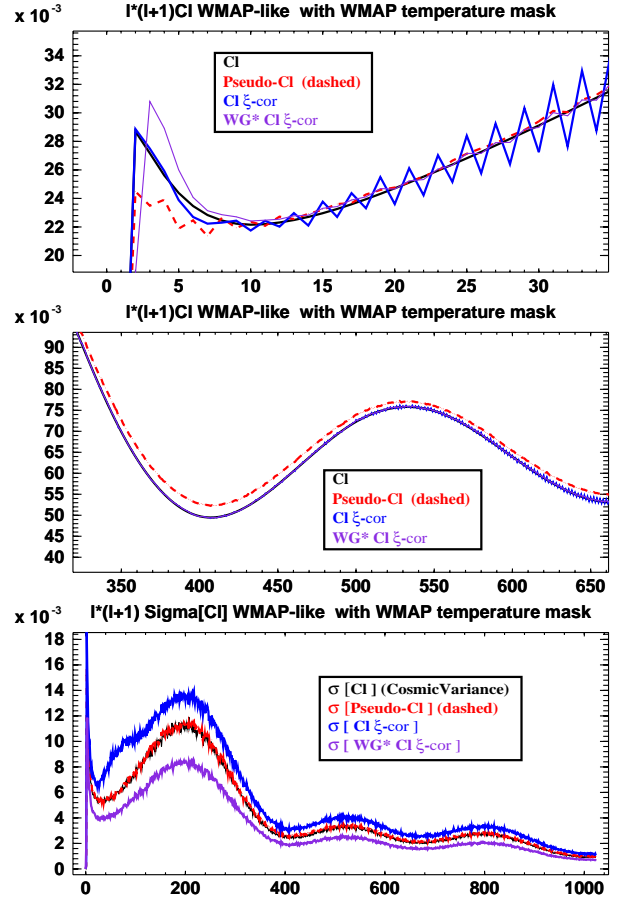 l*(l+1)Cl WMAP-like with WMAP temperature mask
x 10⁻³
34
32
30
28
26
24
22
20
Cl
Pseudo-Cl (dashed)
Cl ξ-cor
WG* Cl ξ-cor
0 5 10 15 20 25 30
l*(l+1)Cl WMAP-like with WMAP temperature mask
x 10⁻³
90
85
80
75
70
65
60
55
50
45
40
Cl
Pseudo-Cl (dashed)
Cl ξ-cor
WG* Cl ξ-cor
350 400 450 500 550 600 650
l*(l+1) Sigma[Cl] WMAP-like with WMAP temperature mask
x 10⁻³
18
16
14
12
10
8
6
4
2
0
σ [Cl ] (CosmicVariance)
σ [Pseudo-Cl ] (dashed)
σ [ Cl ξ-cor ]
σ [ WG* Cl ξ-cor ]
0 200 400 600 800 1000